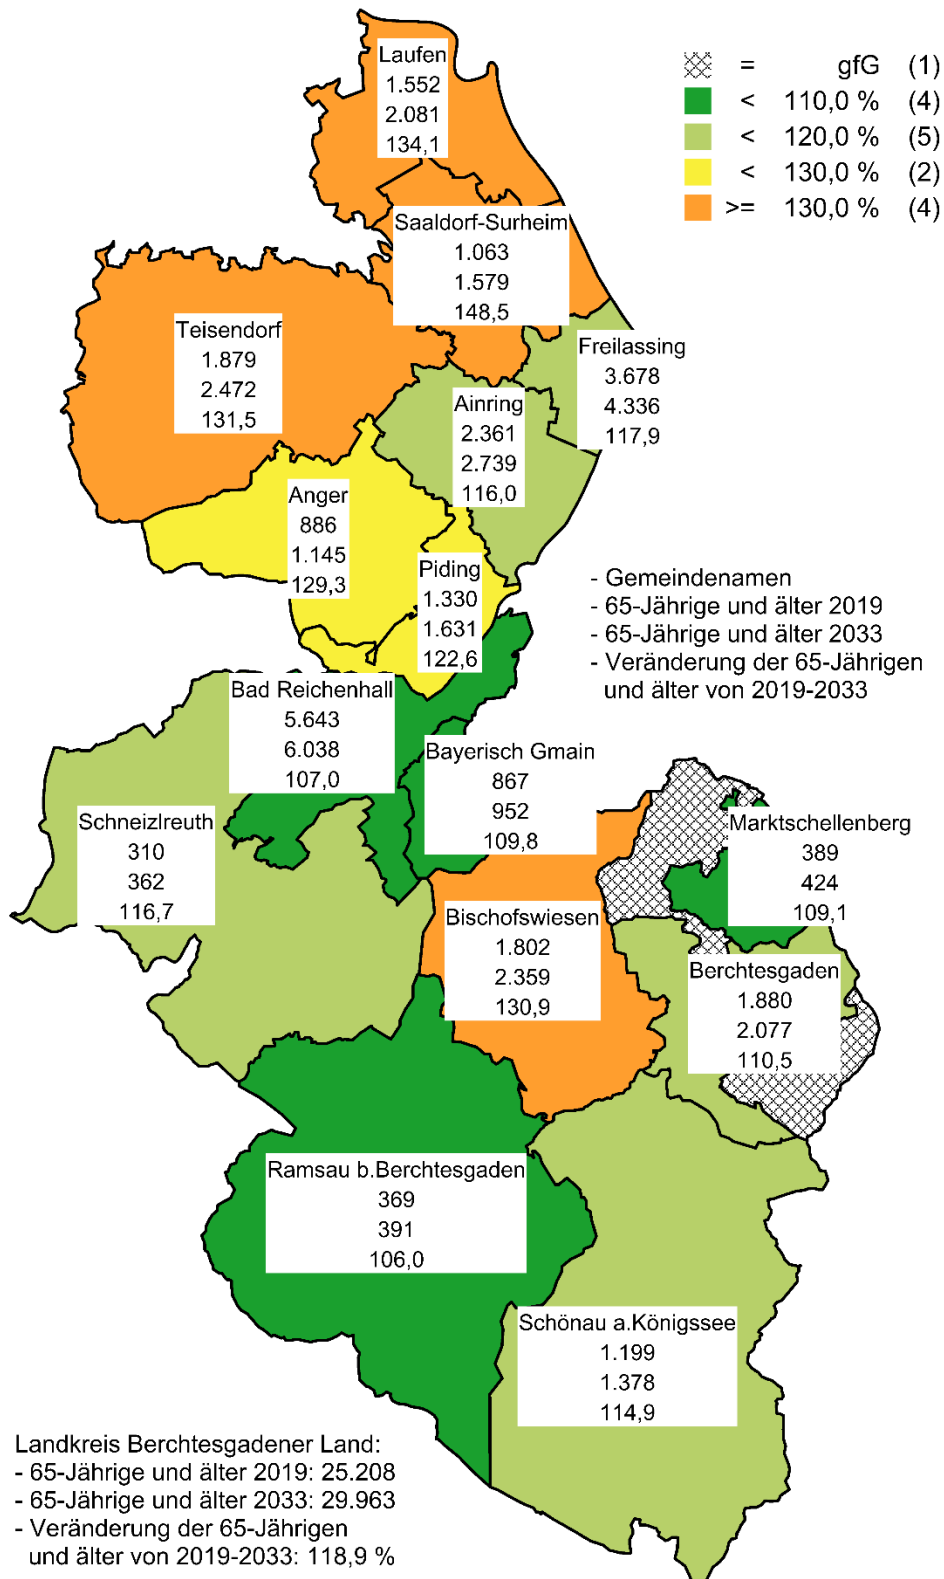 Laufen
1.552
2.081
134,1
= gfG (1)
< 110,0 % (4)
< 120,0 % (5)
< 130,0 % (2)
>= 130,0 % (4)
Saaldorf-Surheim
1.063
1.579
148,5
Teisendorf
1.879
2.472
131,5
Freilassing
3.678
4.336
117,9
Ainring
2.361
2.739
116,0
Anger
886
1.145
129,3
Piding
1.330
1.631
122,6
- Gemeindenamen
- 65-Jährige und älter 2019
- 65-Jährige und älter 2033
- Veränderung der 65-Jährigen
und älter von 2019-2033
Bad Reichenhall
5.643
6.038
107,0
Bayerisch Gmain
867
952
109,8
Schneizlreuth
310
362
116,7
Marktschellenberg
389
424
109,1
Bischofswiesen
1.802
2.359
130,9
Berchtesgaden
1.880
2.077
110,5
Ramsau b.Berchtesgaden
369
391
106,0
Schönau a.Königssee
1.199
1.378
114,9
Landkreis Berchtesgadener Land:
- 65-Jährige und älter 2019: 25.208
- 65-Jährige und älter 2033: 29.963
- Veränderung der 65-Jährigen
und älter von 2019-2033: 118,9 %